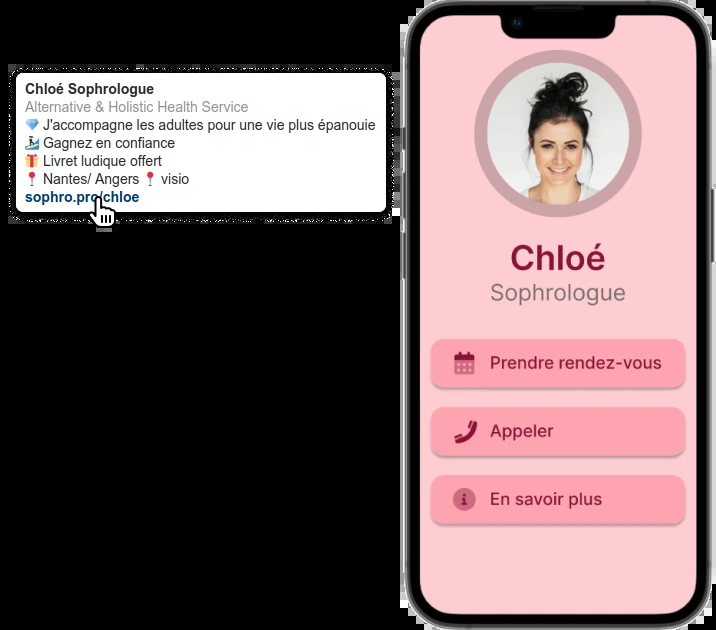 Chloé Sophrologue
Alternative & Holistic Health Service
💎 J'accompagne les adultes pour une vie plus épanouie
🏄‍♀️ Gagnez en confiance
🎁 Livret ludique offert
📍 Nantes/ Angers 📍 visio
sophro.pro/chloe
Chloé
Sophrologue
Prendre rendez-vous
Appeler
En savoir plus